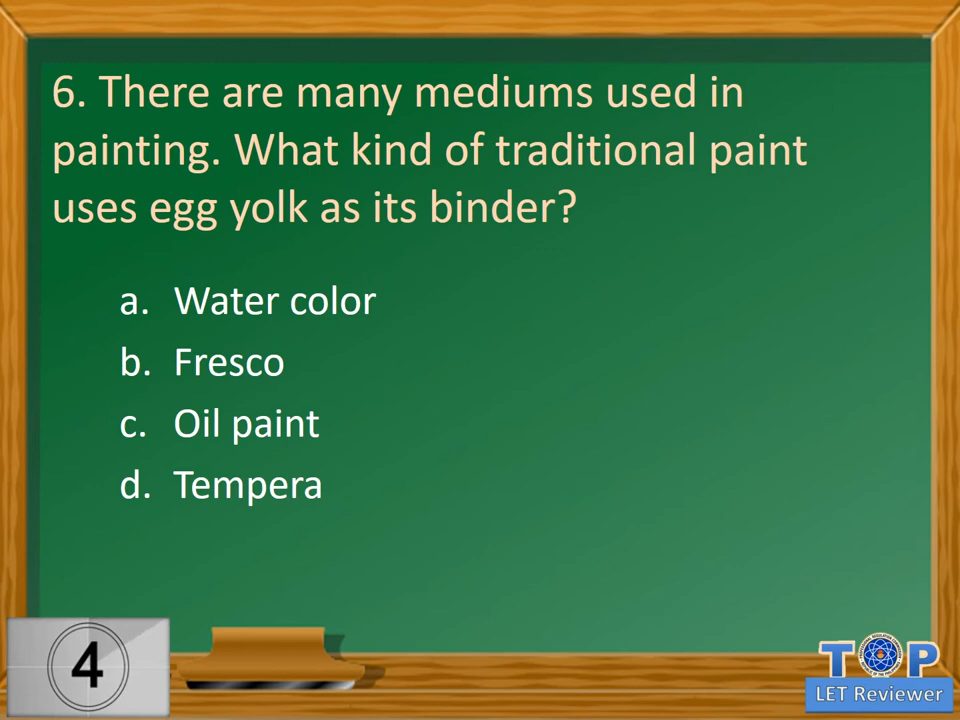 6. There are many mediums used in
painting. What kind of traditional paint
uses egg yolk as its binder?
a. Water color
b. Fresco
c. Oil paint
d. Tempera
4
TOP
LET Reviewer